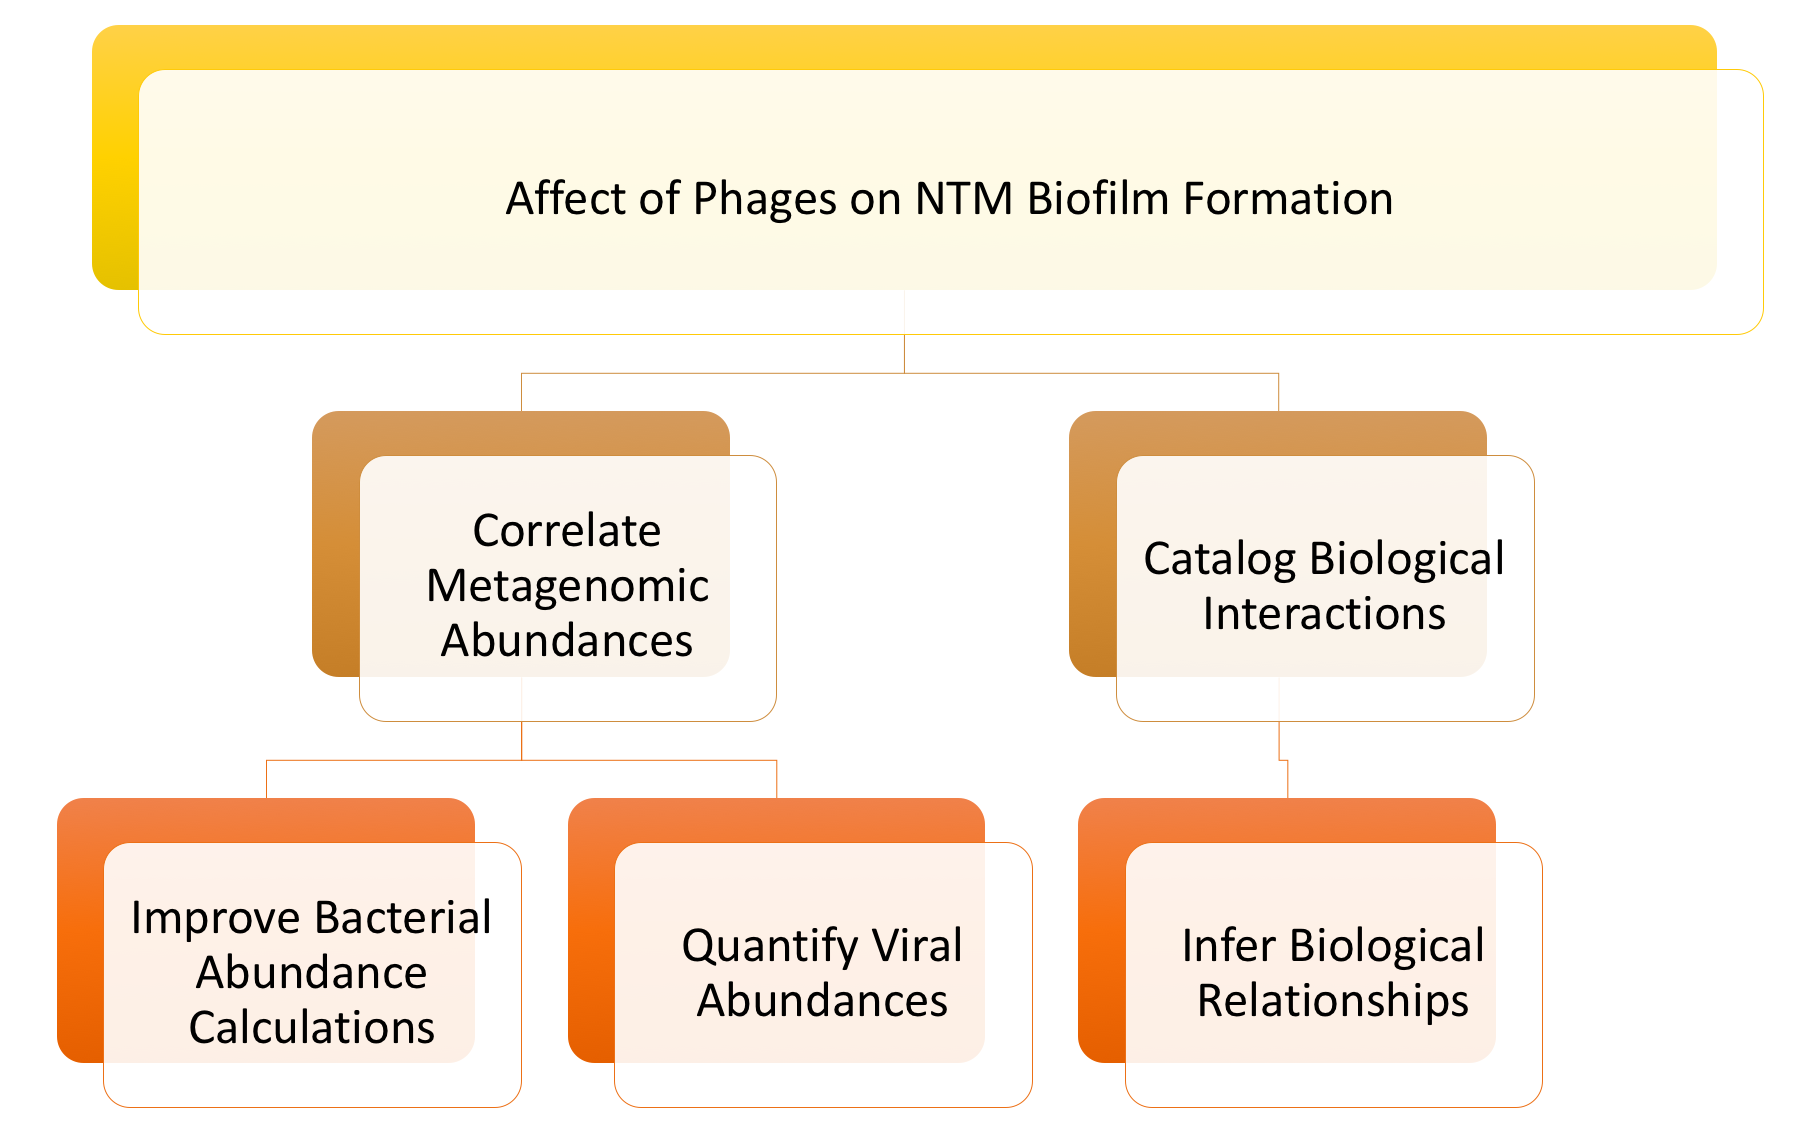 Affect of Phages on NTM Biofilm Formation
Correlate
Metagenomic
Abundances
Catalog Biological
Interactions
Improve Bacterial
Abundance
Calculations
Quantify Viral
Abundances
Infer Biological
Relationships